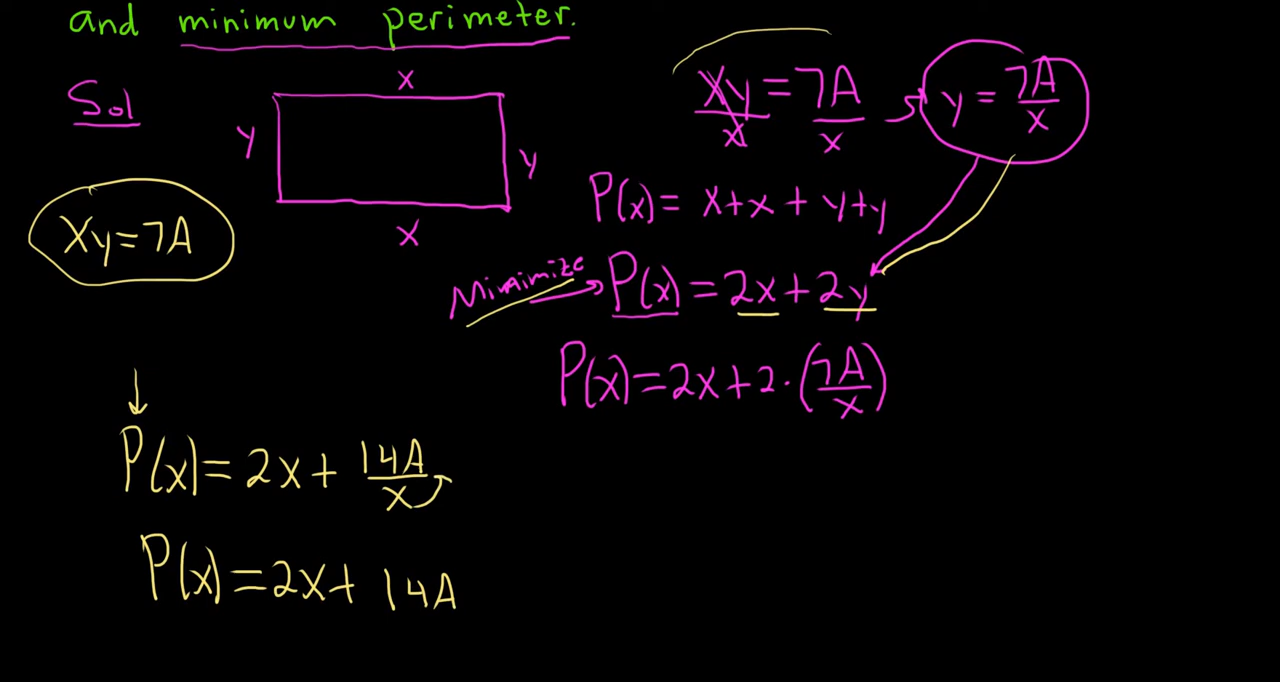 and minimum perimeter.
Sol
x
y
y
x
Xy = 7A
Xy/x = 7A/x
y = 7A/x
P(x) = x+x + y+y
Minimize
P(x) = 2x + 2y
P(x) = 2x + 2 · (7A/x)
P(x) = 2x + 14A/x
P(x) = 2x + 14A